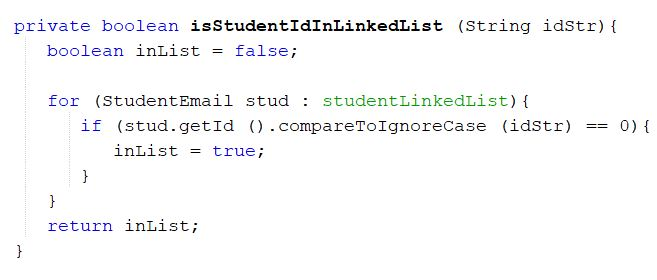 private boolean isStudentIdInLinkedList (String idStr){
boolean inList = false;
for (StudentEmail stud : studentLinkedList){
if (stud.getId ().compareToIgnoreCase (idStr) == 0){
inList = true;
}
}
return inList;
}